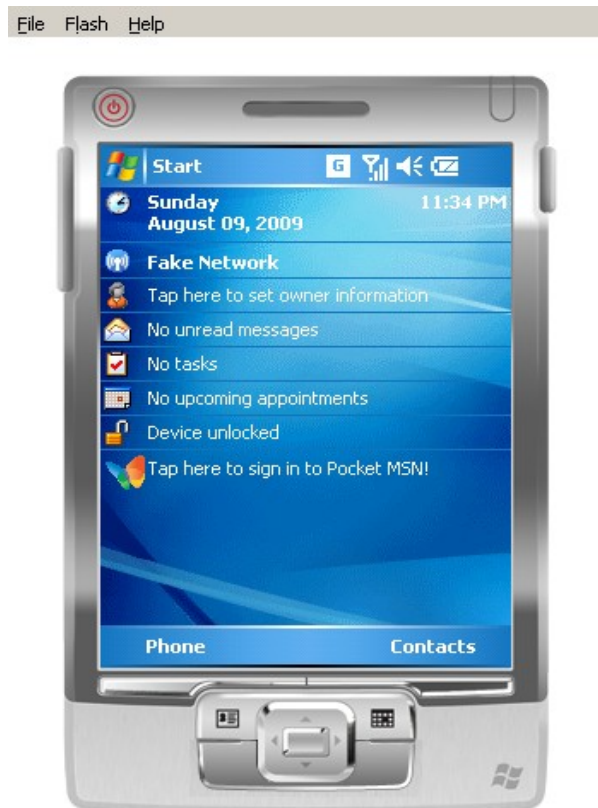 File Flash Help
Start G
Sunday 11:34 PM
August 09, 2009
Fake Network
Tap here to set owner information
No unread messages
No tasks
No upcoming appointments
Device unlocked
Tap here to sign in to Pocket MSN!
Phone Contacts